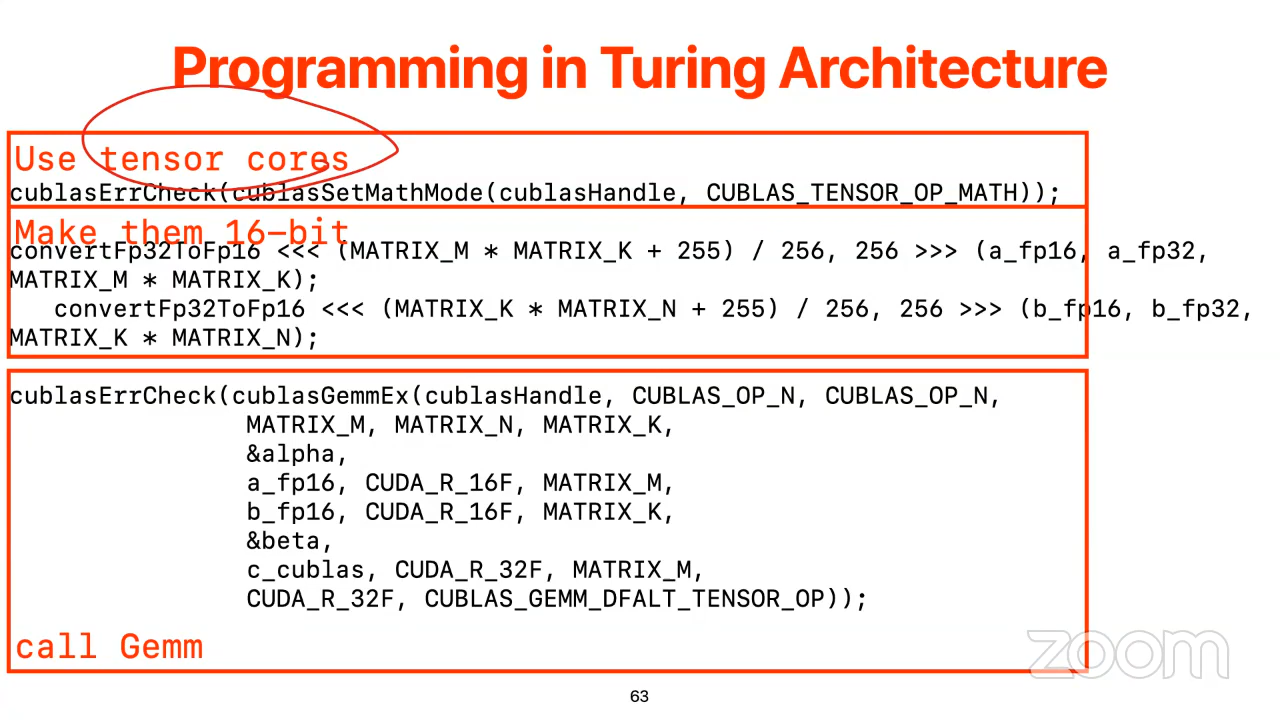 Programming in Turing Architecture
Use tensor cores
cublasErrCheck(cublasSetMathMode(cublasHandle, CUBLAS_TENSOR_OP_MATH));
Make them 16-bit
convertFp32ToFp16 <<< (MATRIX_M * MATRIX_K + 255) / 256, 256 >>> (a_fp16, a_fp32,
MATRIX_M * MATRIX_K);
convertFp32ToFp16 <<< (MATRIX_K * MATRIX_N + 255) / 256, 256 >>> (b_fp16, b_fp32,
MATRIX_K * MATRIX_N);
cublasErrCheck(cublasGemmEx(cublasHandle, CUBLAS_OP_N, CUBLAS_OP_N,
MATRIX_M, MATRIX_N, MATRIX_K,
&alpha,
a_fp16, CUDA_R_16F, MATRIX_M,
b_fp16, CUDA_R_16F, MATRIX_K,
&beta,
c_cublas, CUDA_R_32F, MATRIX_M,
CUDA_R_32F, CUBLAS_GEMM_DFALT_TENSOR_OP));
call Gemm
zoom
63